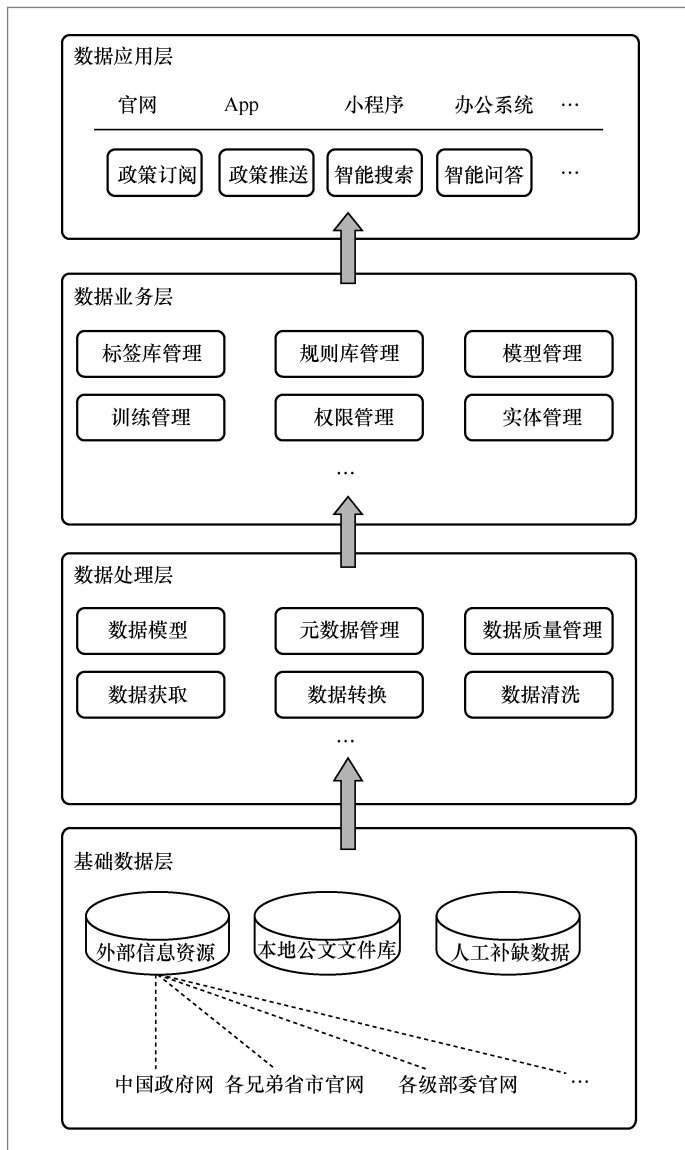 数据应用层
官网 App 小程序 办公系统 …
政策订阅 政策推送 智能搜索 智能问答 …
数据业务层
标签库管理 规则库管理 模型管理
训练管理 权限管理 实体管理
…
数据处理层
数据模型 元数据管理 数据质量管理
数据获取 数据转换 数据清洗
…
基础数据层
外部信息资源 本地公文文件库 人工补缺数据
中国政府网 各兄弟省市官网 各级部委官网 …